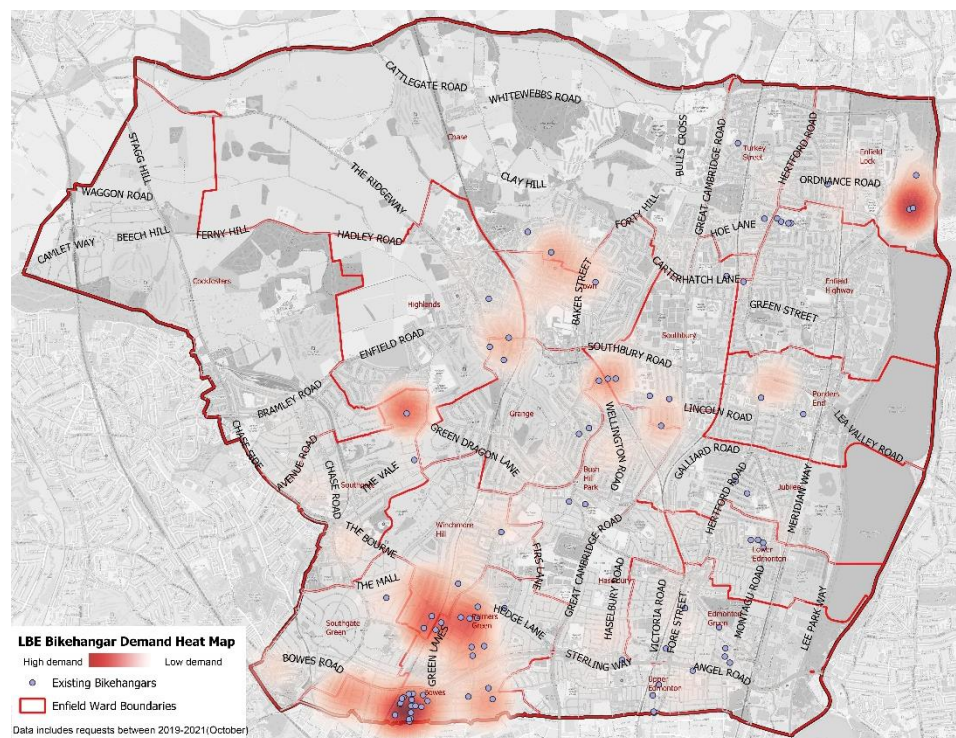 CATTLEGATE ROAD
WHITEWEBBS ROAD
Chase
BULLS CROSS
GREAT CAMBRIDGE ROAD
HERTFORD ROAD
Turkey
Street
Enfield
Lock
ORDNANCE ROAD
STAGG HILL
THE RIDGEWAY
CLAY HILL
WAGGON ROAD
CAMLET WAY
BEECH HILL
FERNY HILL
HADLEY ROAD
FORTY HILL
HOE LANE
CARTERHATCH LANE
Cockfosters
Highlands
Town
BAKER STREET
Enfield
Highway
GREEN STREET
Southbury
ENFIELD ROAD
SOUTHBURY ROAD
BRAMLEY ROAD
Grange
LINCOLN ROAD
Ponders
End
LEA VALLEY ROAD
CHASE SIDE
AVENUE ROAD
CHASE ROAD
THE VALE
GREEN DRAGON LANE
WELLINGTON ROAD
GALLIARD ROAD
Southgate
Bush
Hill
Park
HERTFORD ROAD
Jubilee
MERIDIAN WAY
THE BOURNE
Winchmore
Hill
FIRS LANE
GREAT CAMBRIDGE ROAD
Lower
Edmonton
THE MALL
Haselbury
HASELBURY ROAD
VICTORIA ROAD
FORE STREET
MONTAGU ROAD
LEE PARK WAY
Southgate
Green
Palmers
Green
HEDGE LANE
Edmonton
Green
GREEN LANES
BOWES ROAD
STERLING WAY
ANGEL ROAD
Bowes
Upper
Edmonton
LBE Bikehangar Demand Heat Map
High demand Low demand
Existing Bikehangars
Enfield Ward Boundaries
Data includes requests between 2019-2021(October)